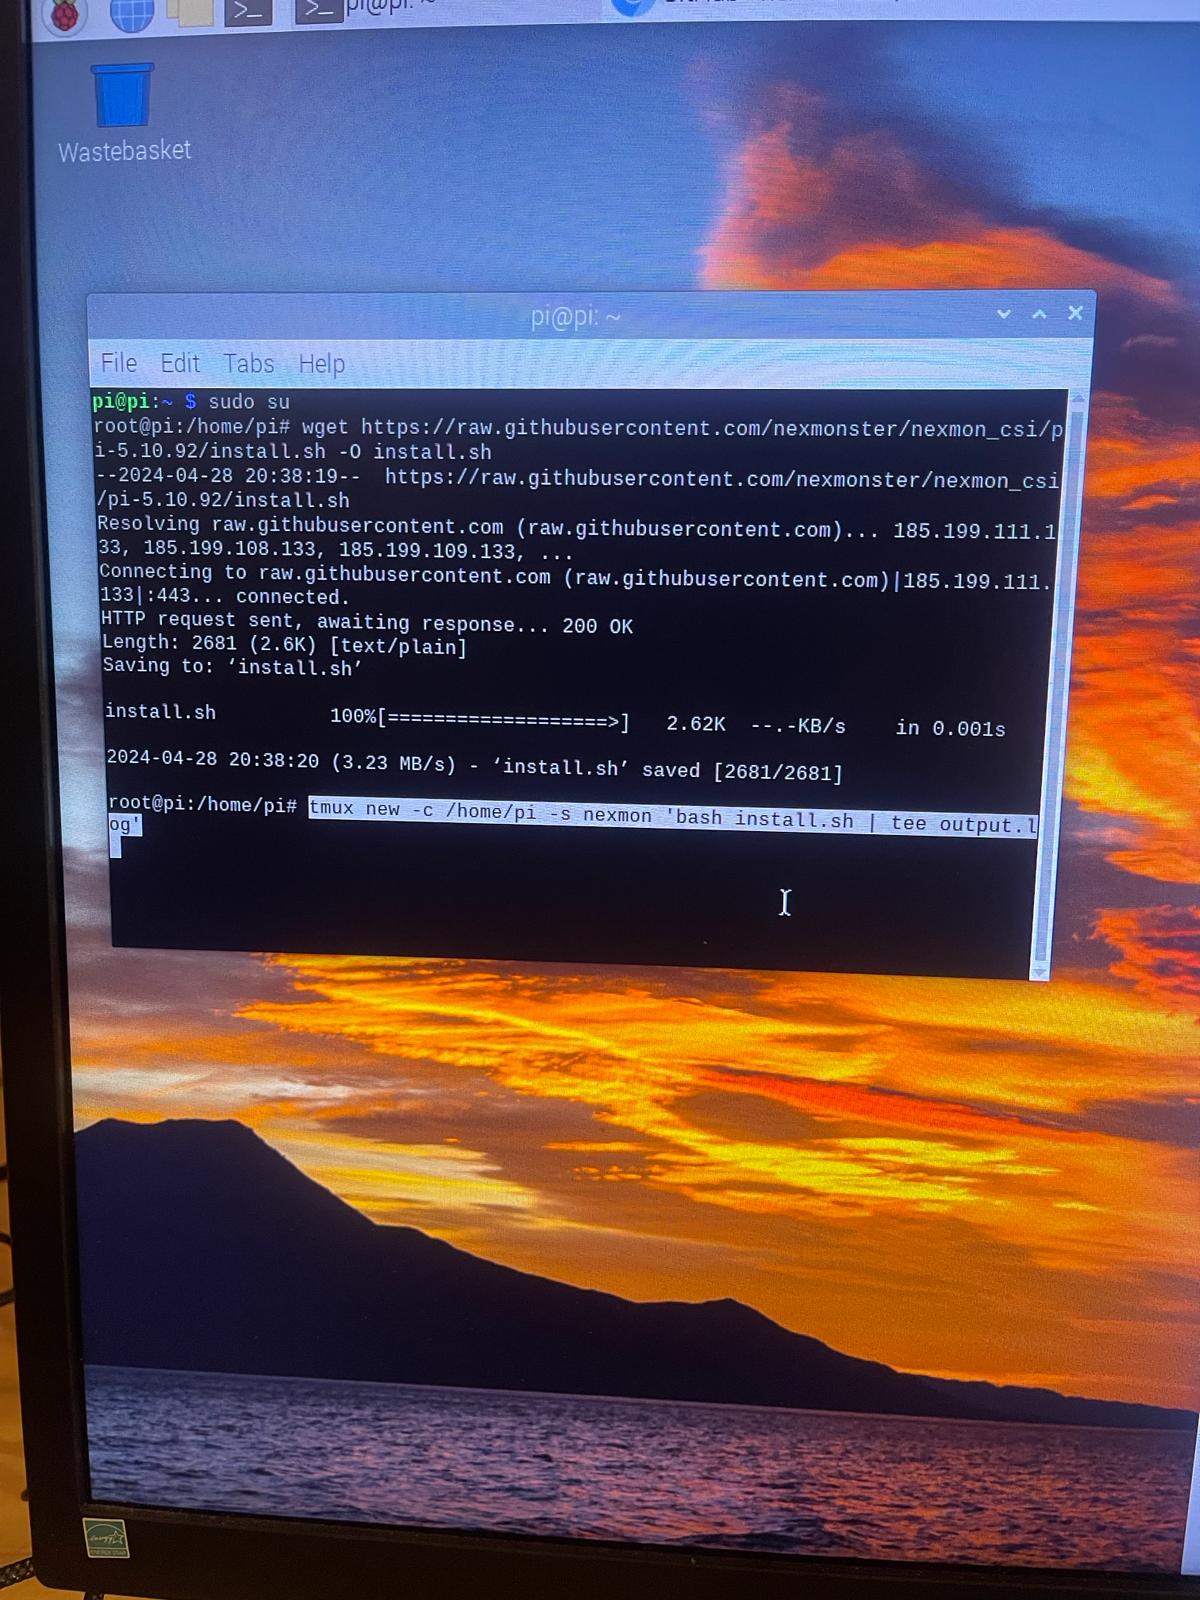 Wastebasket
pi@pi: ~
File Edit Tabs Help
pi@pi:~ $ sudo su
root@pi:/home/pi# wget https://raw.githubusercontent.com/nexmonster/nexmon_csi/p
i-5.10.92/install.sh -O install.sh
--2024-04-28 20:38:19--  https://raw.githubusercontent.com/nexmonster/nexmon_csi
/pi-5.10.92/install.sh
Resolving raw.githubusercontent.com (raw.githubusercontent.com)... 185.199.111.1
33, 185.199.108.133, 185.199.109.133, ...
Connecting to raw.githubusercontent.com (raw.githubusercontent.com)|185.199.111.
133|:443... connected.
HTTP request sent, awaiting response... 200 OK
Length: 2681 (2.6K) [text/plain]
Saving to: ‘install.sh’
install.sh          100%[===================>]   2.62K  --.-KB/s    in 0.001s
2024-04-28 20:38:20 (3.23 MB/s) - ‘install.sh’ saved [2681/2681]
root@pi:/home/pi# tmux new -c /home/pi -s nexmon 'bash install.sh | tee output.l
og'